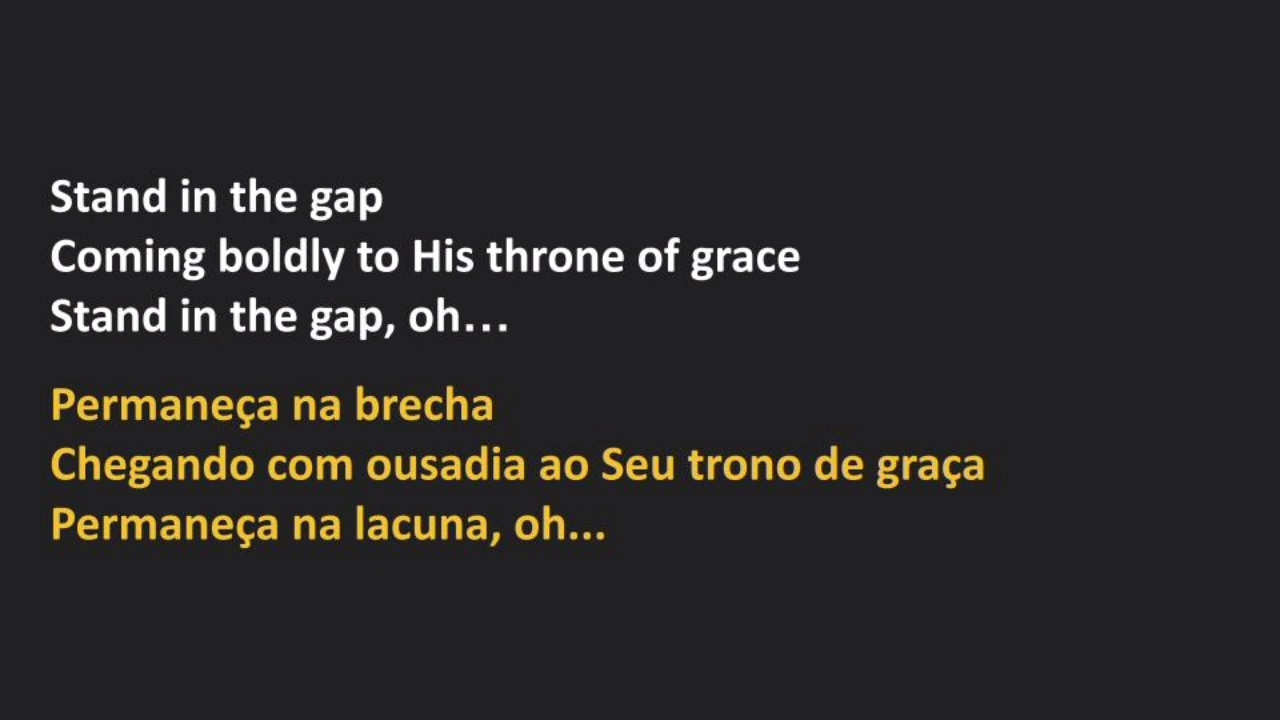 Stand in the gap
Coming boldly to His throne of grace
Stand in the gap, oh…
Permaneça na brecha
Chegando com ousadia ao Seu trono de graça
Permaneça na lacuna, oh...